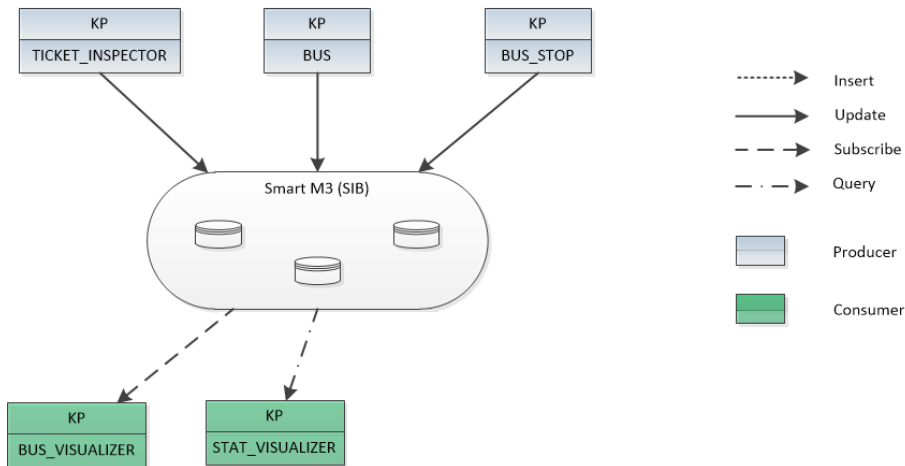 KP
TICKET_INSPECTOR
KP
BUS
KP
BUS_STOP
Insert
Update
Subscribe
Query
Smart M3 (SIB)
Producer
Consumer
KP
BUS_VISUALIZER
KP
STAT_VISUALIZER